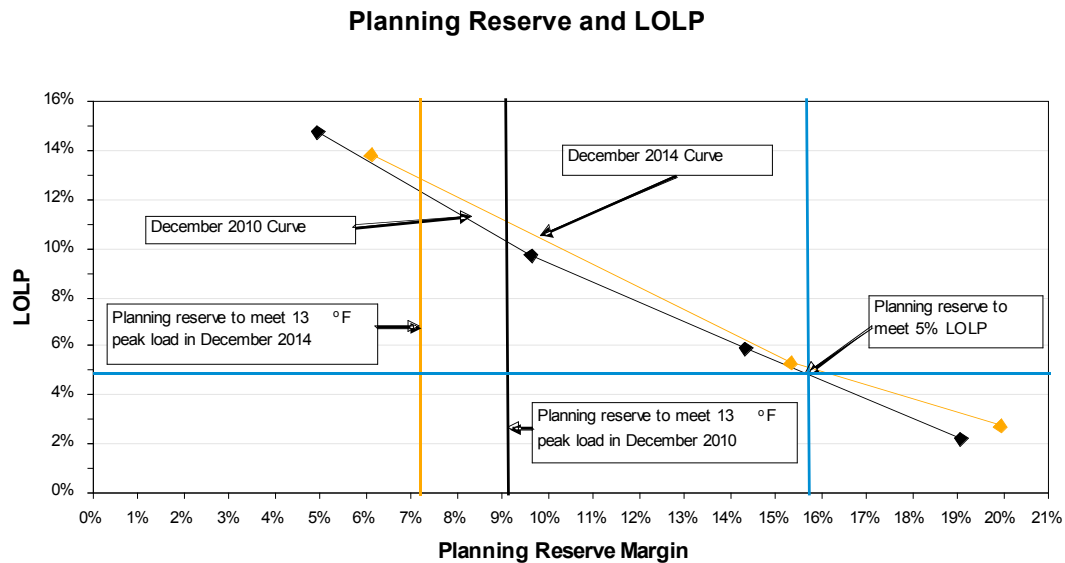 Planning Reserve and LOLP
LOLP
16%
14%
12%
10%
8%
6%
4%
2%
0%
December 2014 Curve
December 2010 Curve
Planning reserve to meet 13 °F
peak load in December 2014
Planning reserve to
meet 5% LOLP
Planning reserve to meet 13 °F
peak load in December 2010
0% 1% 2% 3% 4% 5% 6% 7% 8% 9% 10% 11% 12% 13% 14% 15% 16% 17% 18% 19% 20% 21%
Planning Reserve Margin